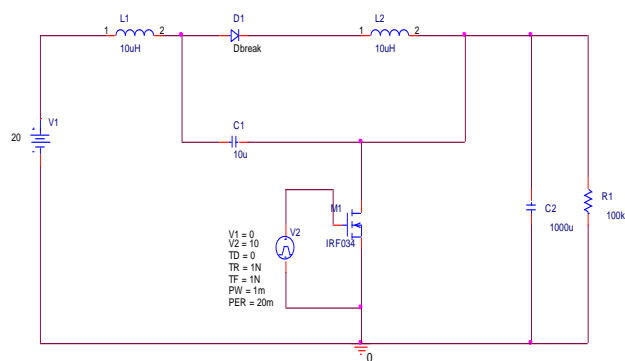 L1
1 2
10uH
D1
Dbreak
L2
1 2
10uH
V1
20
C1
10u
M1
IRF034
V2
V1 = 0
V2 = 10
TD = 0
TR = 1N
TF = 1N
PW = 1m
PER = 20m
C2
1000u
R1
100k
0